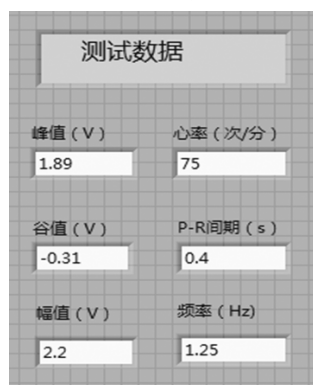 测试数据
峰值（V） 心率（次/分）
1.89 75
谷值（V） P-R间期（s）
-0.31 0.4
幅值（V） 频率（Hz）
2.2 1.25